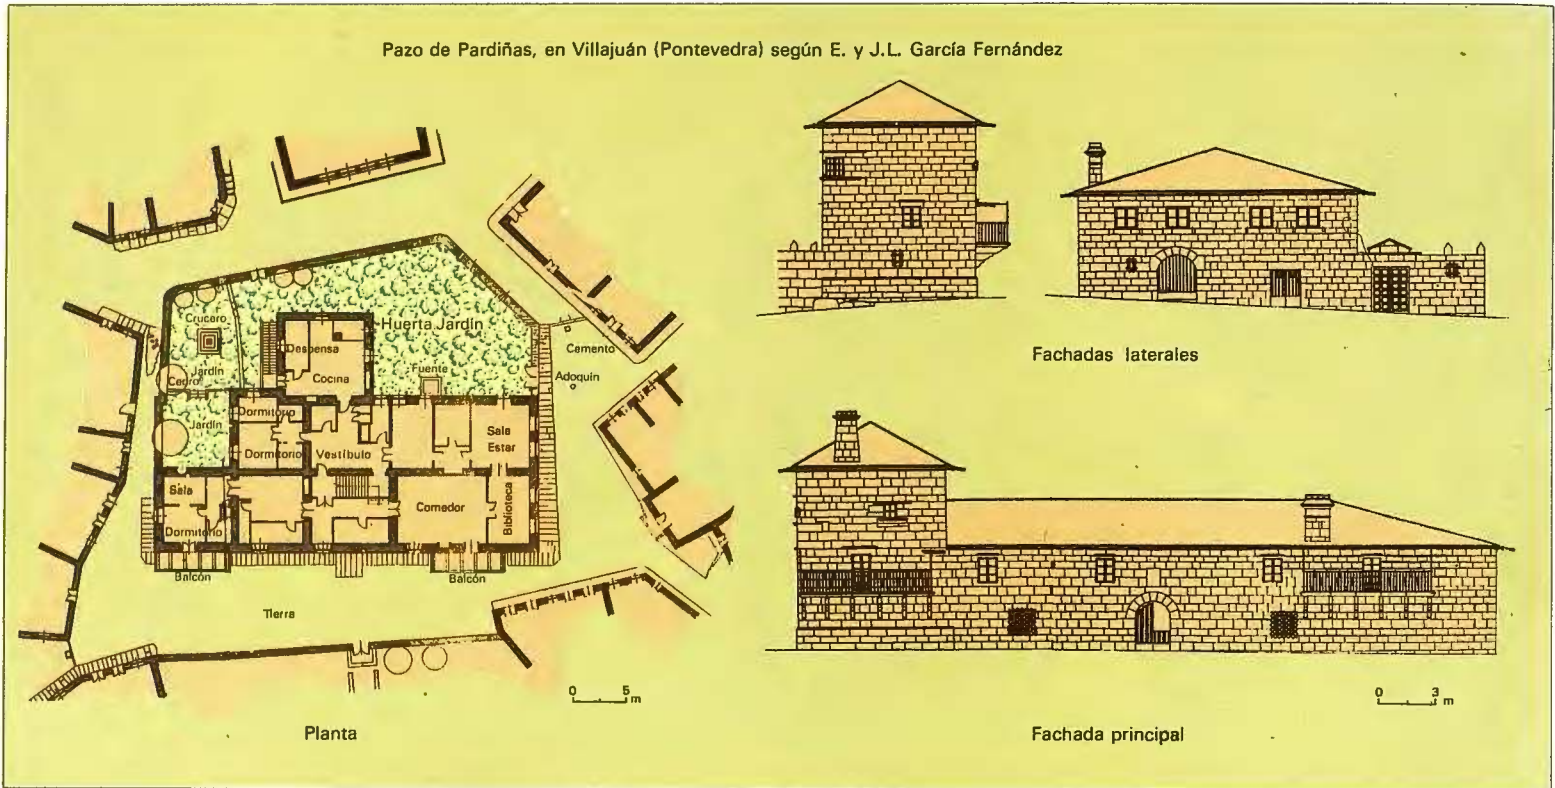 Pazo de Pardiñas, en Villajuán (Pontevedra) según E. y J.L. García Fernández
Crucero
Huerta Jardín
Despensa
Cemento
Jardín
Fuente
Cedro
Cocina
Adoquín
Dormitorio
Jardín
Sala
Estar
Dormitorio
Vestíbulo
Sala
Comedor
Biblioteca
Dormitorio
Balcón
Balcón
Tierra
0 5 m
Planta
Fachadas laterales
0 3 m
Fachada principal